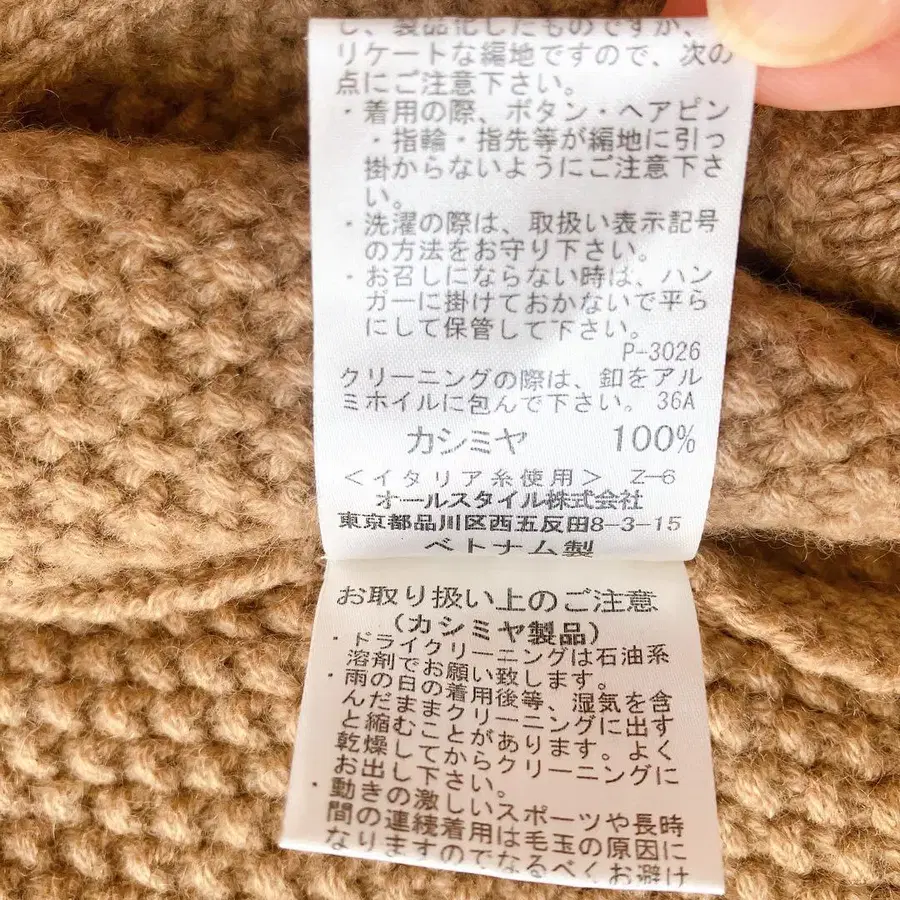 し、製品化したものですが、
リケートな編地ですので、次の
点にご注意下さい。
・着用の際、ボタン・ヘアピン
・指輪・指先等が編地に引っ
掛からないようにご注意下さ
い。
・洗濯の際は、取扱い表示記号
の方法をお守り下さい。
・お召しにならない時は、ハン
ガーに掛けておかないで平ら
にして保管して下さい。
P-3026
クリーニングの際は、釦をアル
ミホイルに包んで下さい。36A
カシミヤ 100%
＜イタリア糸使用＞ Z-6
オールスタイル株式会社
東京都品川区西五反田8-3-15
ベトナム製
お取り扱い上のご注意
(カシミヤ製品)
・ドライクリーニングは石油系
溶剤でお願い致します。
・雨の日の着用後等、湿気を含
んだままクリーニングに出す
と縮むことがあります。よく
乾燥してからクリーニングに
お出し下さい。
・動きの激しいスポーツや長時
間の連続着用は毛玉の原因に
なりますのでなるべくお避け